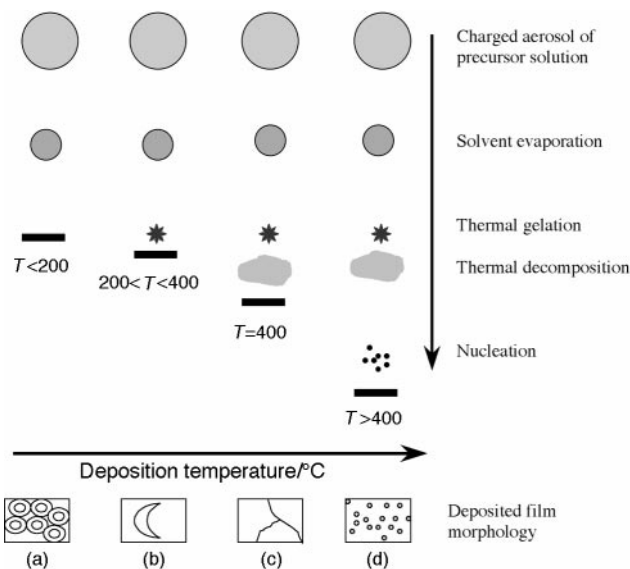 Charged aerosol of
precursor solution
Solvent evaporation
Thermal gelation
T<200
200<T<400
Thermal decomposition
T=400
Nucleation
T>400
Deposition temperature/°C
Deposited film
morphology
(a) (b) (c) (d)